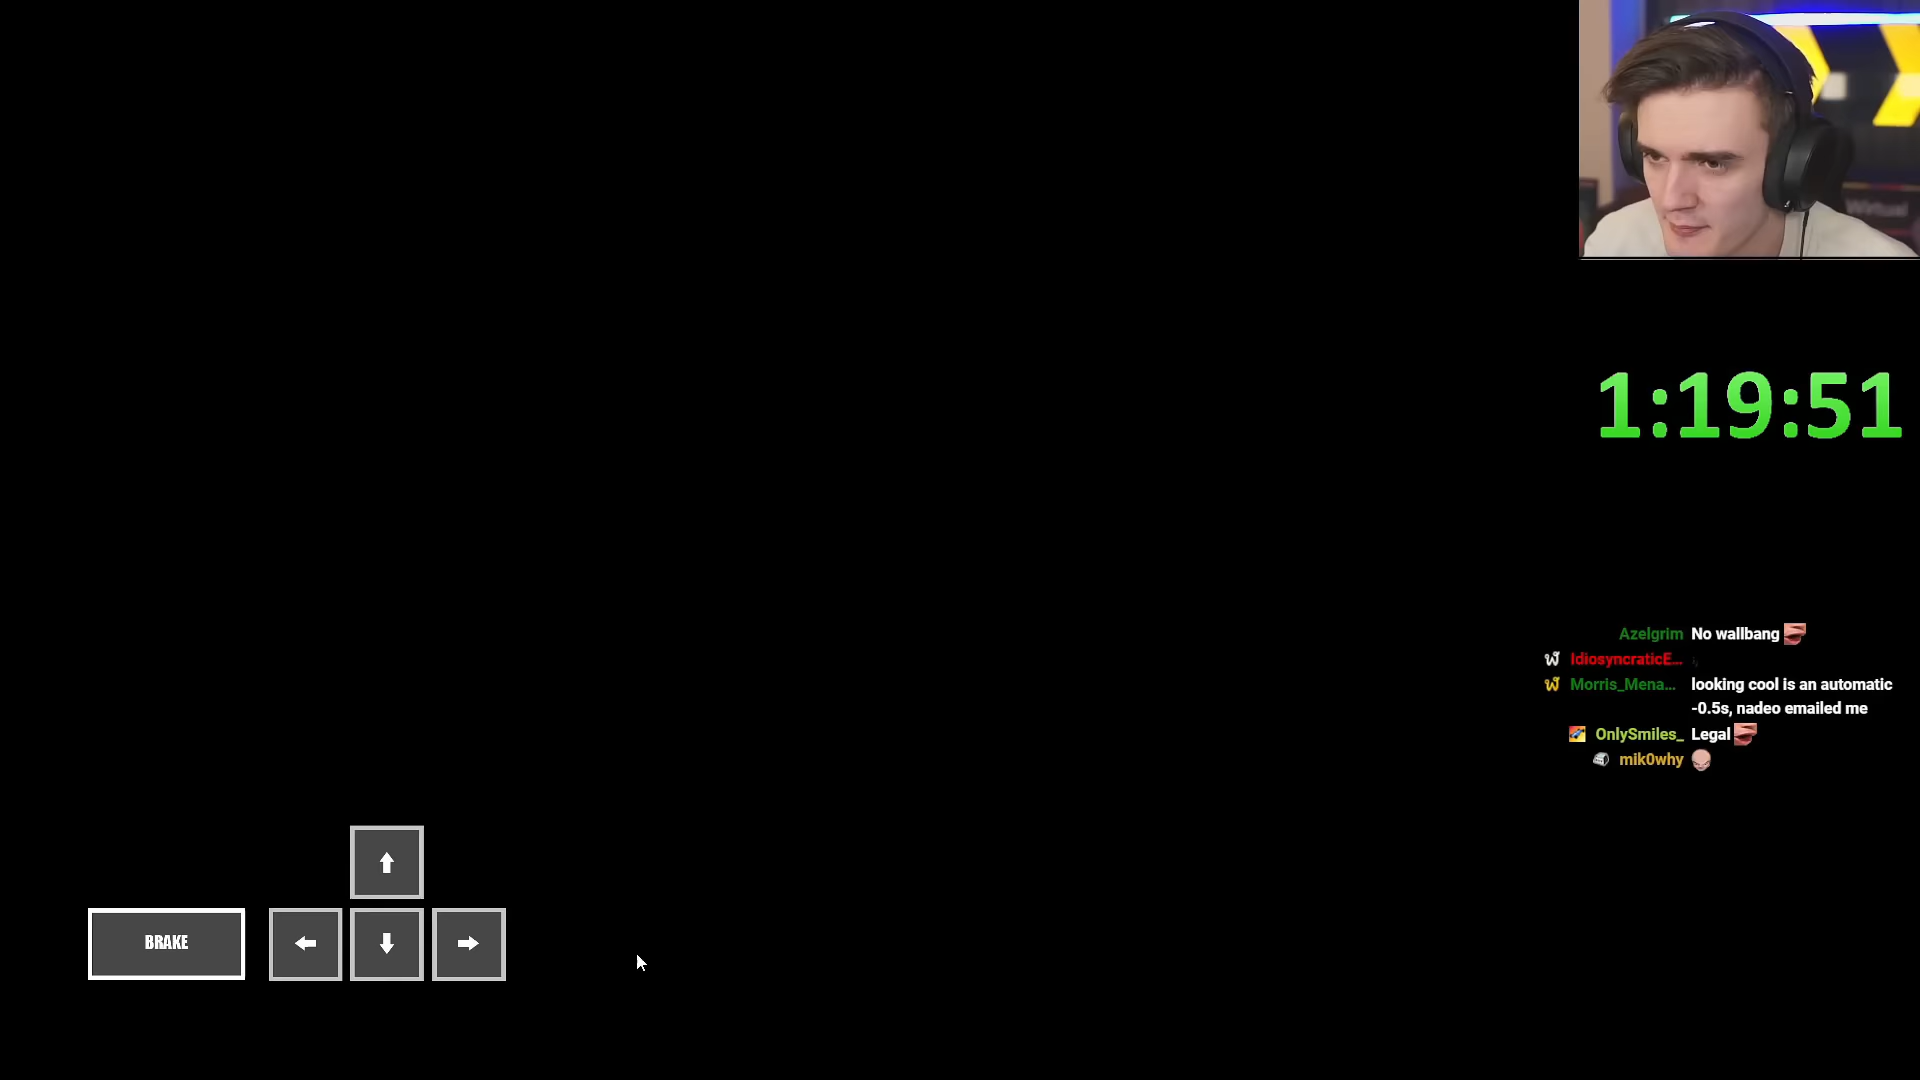 Virtual
1:19:51
Azelgrim No wallbang
IdiosyncraticE...
Morris_Mena... looking cool is an automatic
-0.5s, nadeo emailed me
OnlySmiles_ Legal
mik0why
BRAKE